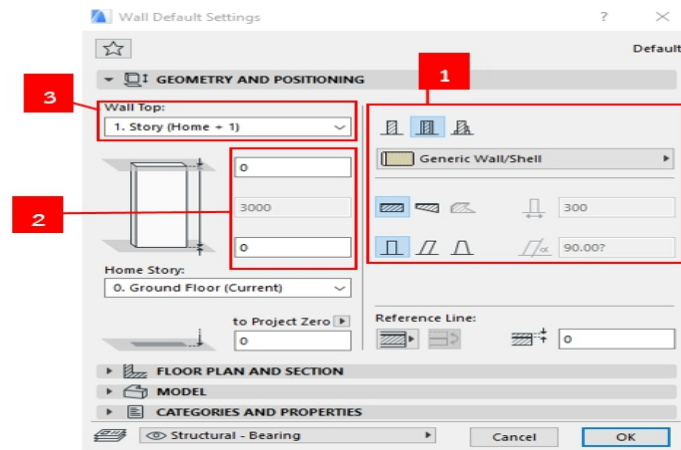 Wall Default Settings
?
Default
GEOMETRY AND POSITIONING
1
3
Wall Top:
1. Story (Home + 1)
0
Generic Wall/Shell
3000
300
2
0
90.00?
Home Story:
0. Ground Floor (Current)
to Project Zero
Reference Line:
0
0
FLOOR PLAN AND SECTION
MODEL
CATEGORIES AND PROPERTIES
Structural - Bearing
Cancel
OK